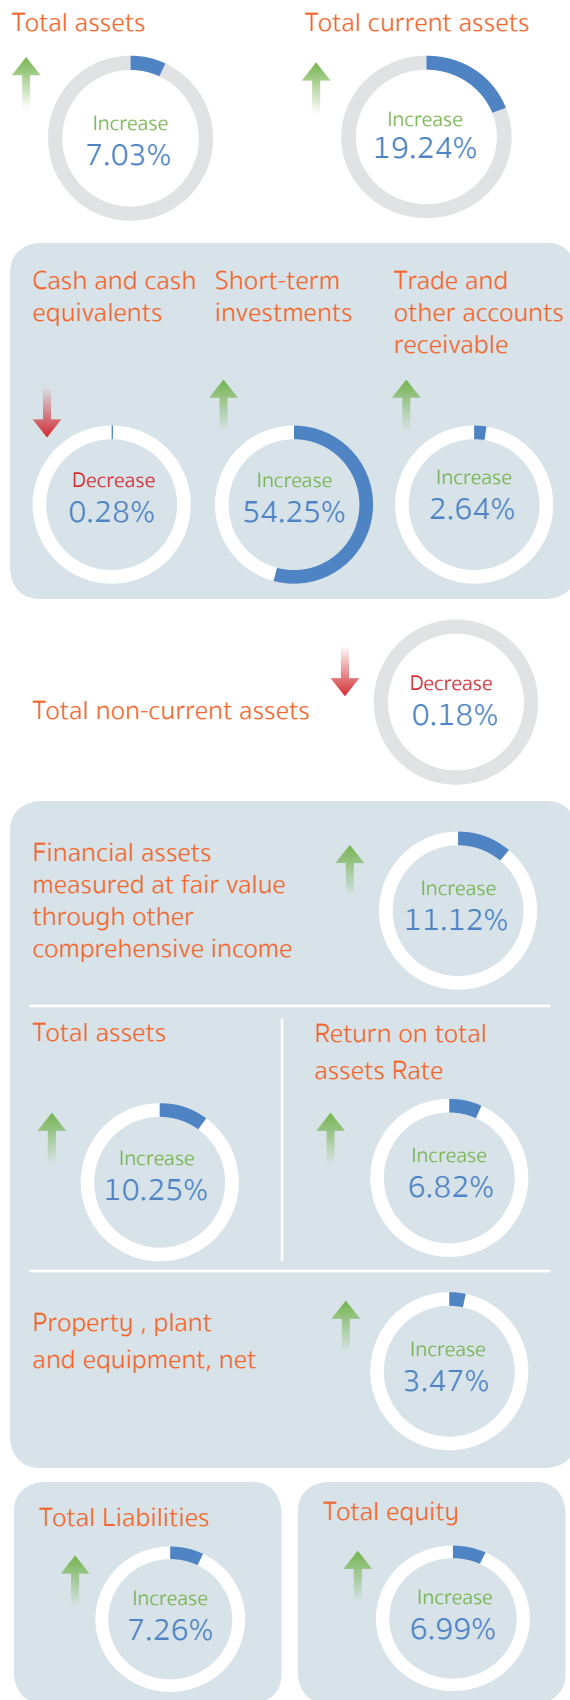 Total assets
Increase
7.03%
Total current assets
Increase
19.24%
Cash and cash
equivalents
Decrease
0.28%
Short-term
investments
Increase
54.25%
Trade and
other accounts
receivable
Increase
2.64%
Total non-current assets
Decrease
0.18%
Financial assets
measured at fair value
through other
comprehensive income
Increase
11.12%
Total assets
Increase
10.25%
Return on total
assets Rate
Increase
6.82%
Property , plant
and equipment, net
Increase
3.47%
Total Liabilities
Increase
7.26%
Total equity
Increase
6.99%